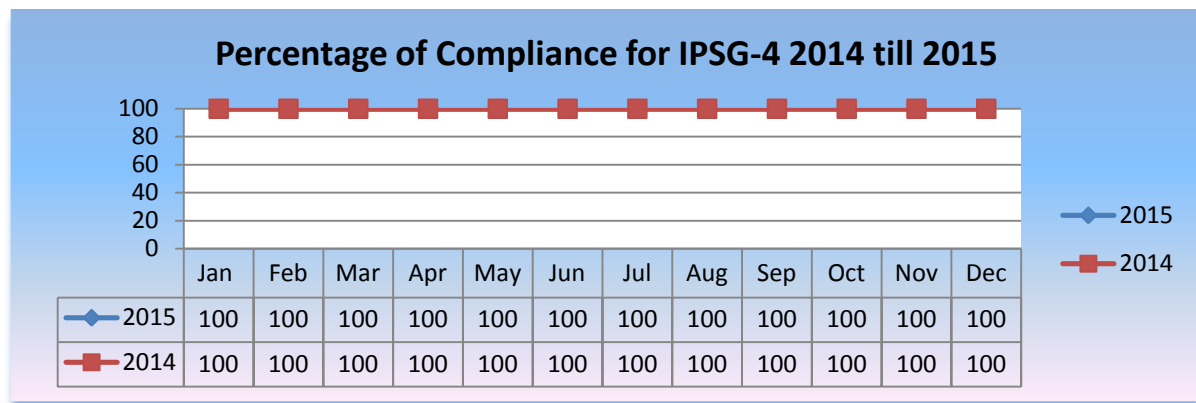 Percentage of Compliance for IPSG-4 2014 till 2015
100
80
60
40
20
0
Jan Feb Mar Apr May Jun Jul Aug Sep Oct Nov Dec
2015 100 100 100 100 100 100 100 100 100 100 100 100
2014 100 100 100 100 100 100 100 100 100 100 100 100
2015
2014